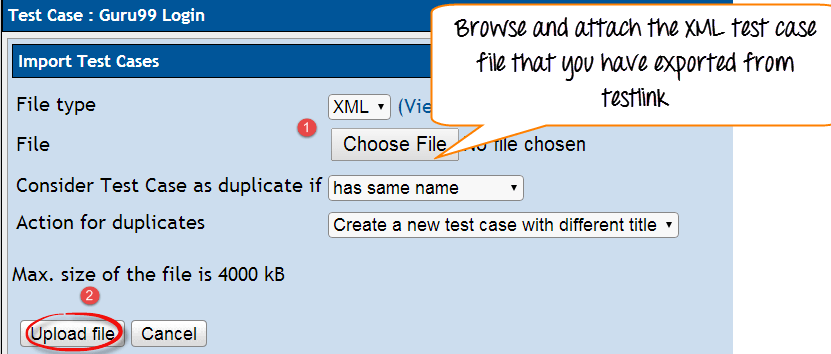 Test Case : Guru99 Login
Browse and attach the XML test case
file that you have exported from
testlink
Import Test Cases
File type XML (Vie
1
File Choose File No file chosen
Consider Test Case as duplicate if has same name
Action for duplicates Create a new test case with different title
Max. size of the file is 4000 kB
2
Upload file Cancel